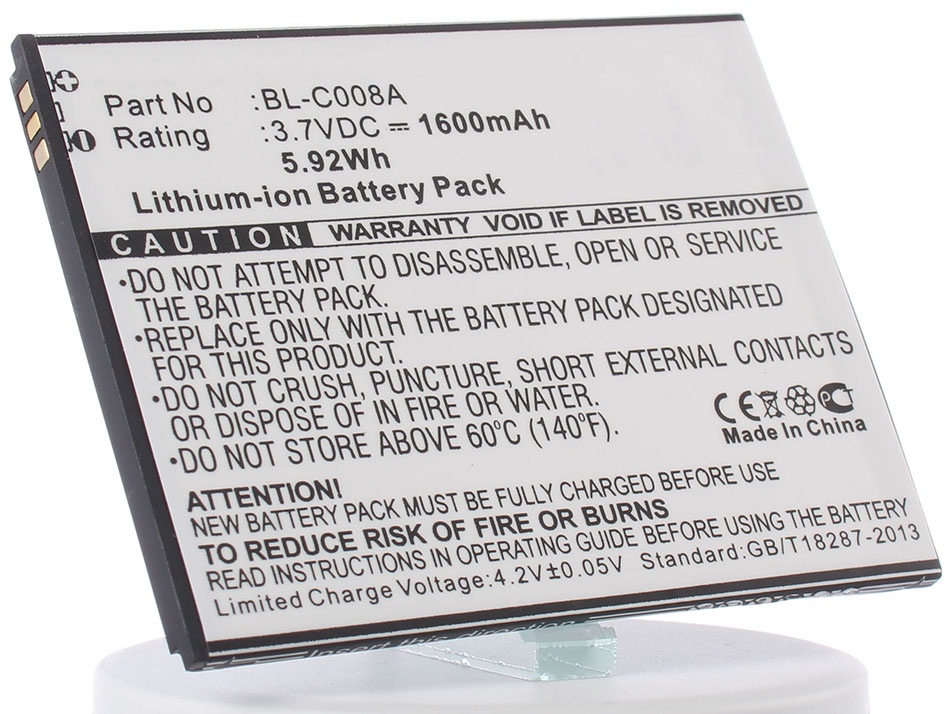 Part No :BL-C008A
Rating :3.7VDC ⎓ 1600mAh
5.92Wh
Lithium-ion Battery Pack
CAUTION WARRANTY VOID IF LABEL IS REMOVED
•DO NOT ATTEMPT TO DISASSEMBLE, OPEN OR SERVICE
THE BATTERY PACK.
•REPLACE ONLY WITH THE BATTERY PACK DESIGNATED
FOR THIS PRODUCT.
•DO NOT CRUSH, PUNCTURE, SHORT EXTERNAL CONTACTS
OR DISPOSE OF IN FIRE OR WATER.
•DO NOT STORE ABOVE 60°C (140°F).
CE PCT
Made In China
ATTENTION!
NEW BATTERY PACK MUST BE FULLY CHARGED BEFORE USE
TO REDUCE RISK OF FIRE OR BURNS
READ INSTRUCTIONS OPERATING GUIDE BEFORE USING THE BATTERY
Limited Charge Voltage:4.2V±0.05V Standard:GB/T18287-2013
Insert this direction